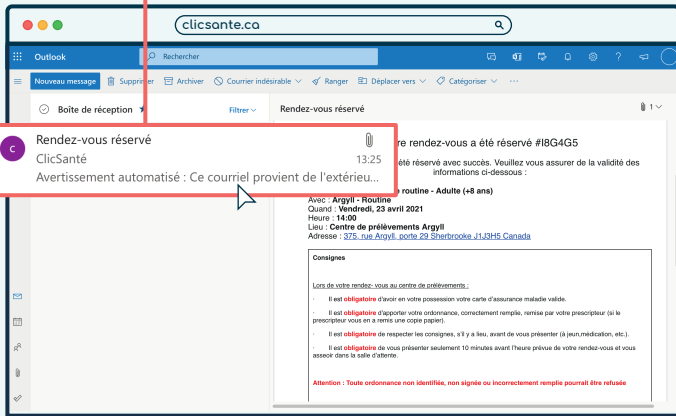 clicsante.ca
Outlook
Rechercher
Nouveau message Supprimer Archiver Courrier indésirable Ranger Déplacer vers Catégoriser ...
Boîte de réception Filtrer
Rendez-vous réservé 1
C
Rendez-vous réservé
ClicSanté 13:25
Avertissement automatisé : Ce courriel provient de l'extérieu...
re rendez-vous a été réservé #I8G4G5
été réservé avec succès. Veuillez vous assurer de la validité des
informations ci-dessous :
routine - Adulte (+8 ans)
Avec : Argyll - Routine
Quand : Vendredi, 23 avril 2021
Heure : 14:00
Lieu : Centre de prélèvements Argyll
Adresse : 375, rue Argyll, porte 29 Sherbrooke J1J3H5 Canada
Consignes
Lors de votre rendez- vous au centre de prélèvements :
· Il est obligatoire d'avoir en votre possession votre carte d'assurance maladie valide.
· Il est obligatoire d'apporter votre ordonnance, correctement remplie, remise par votre prescripteur (si le
prescripteur vous en a remis une copie papier).
· Il est obligatoire de respecter les consignes, s'il y a lieu, avant de vous présenter (à jeun,médication, etc.).
· Il est obligatoire de vous présenter seulement 10 minutes avant l'heure prévue de votre rendez-vous et vous
asseoir dans la salle d'attente.
Attention : Toute ordonnance non identifiée, non signée ou incorrectement remplie pourrait être refusée